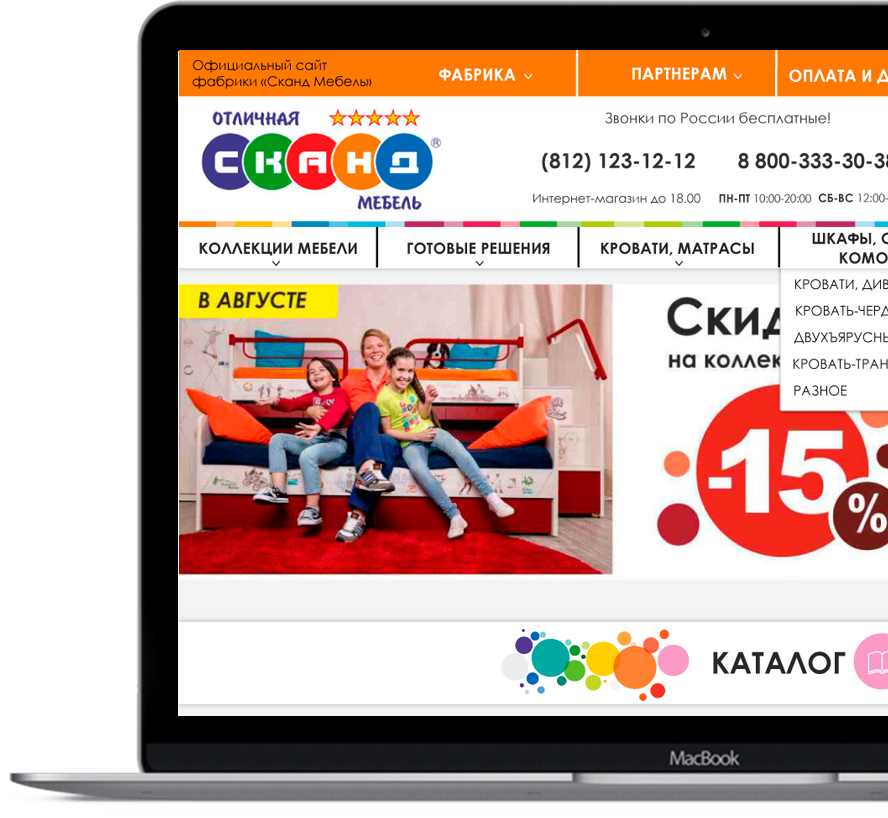 Официальный сайт
фабрики «Сканд Мебель»
ФАБРИКА
ПАРТНЕРАМ
ОПЛАТА И
ОТЛИЧНАЯ
СКАНД®
МЕБЕЛЬ
Звонки по России бесплатные!
(812) 123-12-12 8 800-333-30-38
Интернет-магазин до 18.00 ПН-ПТ 10:00-20:00 СБ-ВС 12:00-
КОЛЛЕКЦИИ МЕБЕЛИ
ГОТОВЫЕ РЕШЕНИЯ
КРОВАТИ, МАТРАСЫ
ШКАФЫ, С
КОМО
КРОВАТИ, ДИВ
КРОВАТЬ-ЧЕРД
ДВУХЪЯРУСНЫ
КРОВАТЬ-ТРАН
РАЗНОЕ
В АВГУСТЕ
Скид
на коллек
-15
%
КАТАЛОГ
MacBook